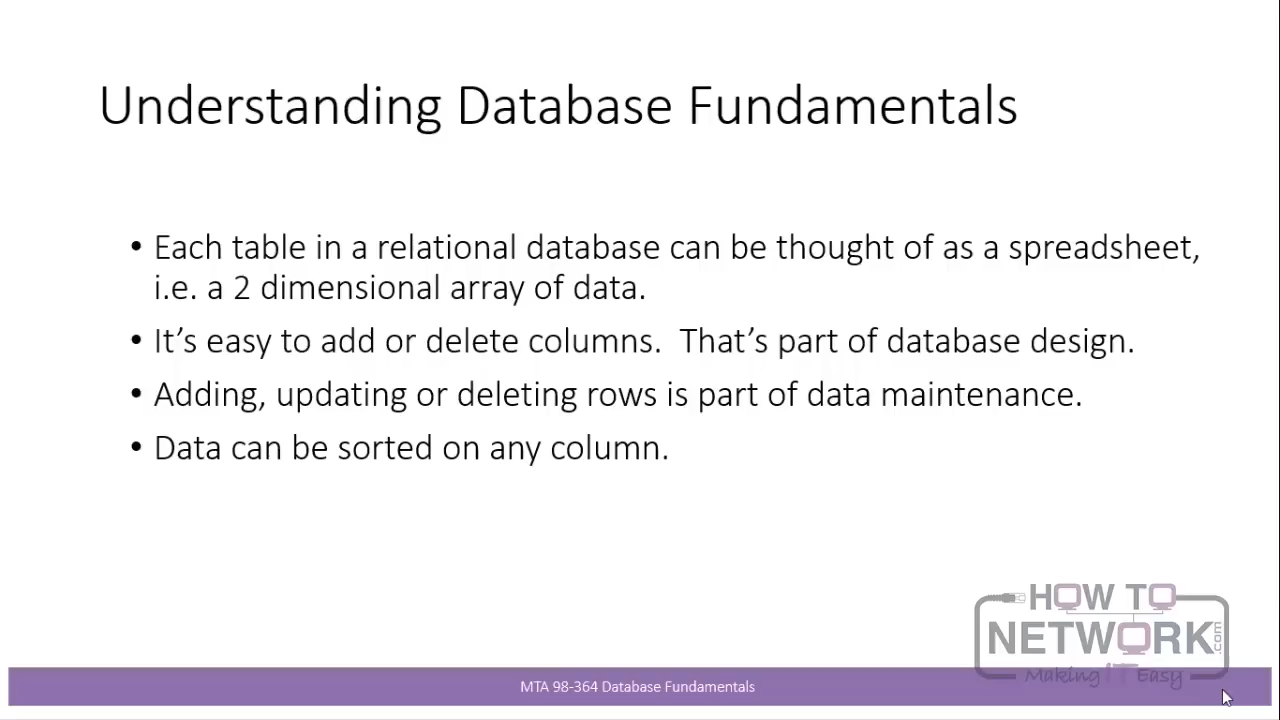 Understanding Database Fundamentals
• Each table in a relational database can be thought of as a spreadsheet,
i.e. a 2 dimensional array of data.
• It’s easy to add or delete columns.  That’s part of database design.
• Adding, updating or deleting rows is part of data maintenance.
• Data can be sorted on any column.
HOW TO
NETWORK.com
Making IT Easy
MTA 98-364 Database Fundamentals